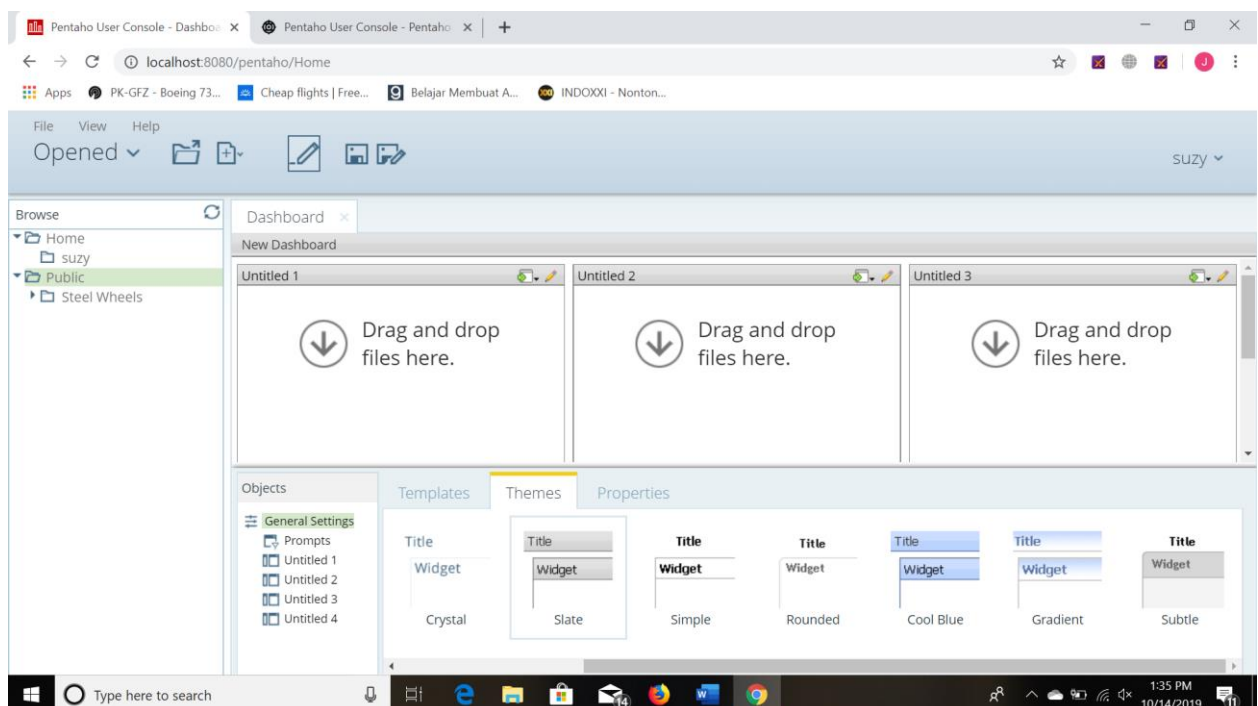 Pentaho User Console - Dashboa
Pentaho User Console - Pentaho
localhost:8080/pentaho/Home
J
Apps
PK-GFZ - Boeing 73...
Cheap flights | Free...
Belajar Membuat A...
INDOXXI - Nonton...
File View Help
Opened
suzy
Browse
Home
suzy
Public
Steel Wheels
Dashboard
New Dashboard
Untitled 1
Drag and drop
files here.
Untitled 2
Drag and drop
files here.
Untitled 3
Drag and drop
files here.
Objects
General Settings
Prompts
Untitled 1
Untitled 2
Untitled 3
Untitled 4
Templates Themes Properties
Title
Widget
Crystal
Title
Widget
Slate
Title
Widget
Simple
Title
Widget
Rounded
Title
Widget
Cool Blue
Title
Widget
Gradient
Title
Widget
Subtle
Type here to search
14
1:35 PM
10/14/2019
11